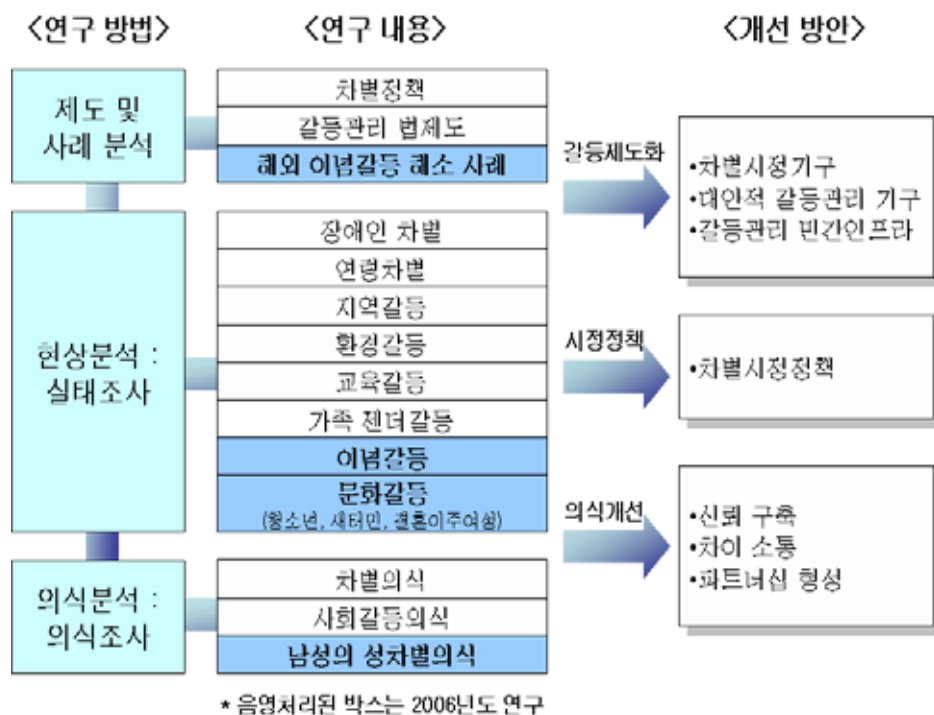 <연구 방법>
<연구 내용>
<개선 방안>
제도 및
사례 분석
차별정책
갈등관리 법제도
해외 이념갈등 해소 사례
갈등제도화
•차별시정기구
•대안적 갈등관리 기구
•갈등관리 민간인프라
현상분석 :
실태조사
장애인 차별
연령차별
지역갈등
환경갈등
교육갈등
가족 젠더갈등
이념갈등
문화갈등
(청소년, 새터민, 결혼이주여성)
시정정책
•차별시정정책
의식개선
•신뢰 구축
•차이 소통
•파트너십 형성
의식분석 :
의식조사
차별의식
사회갈등의식
남성의 성차별의식
* 음영처리된 박스는 2006년도 연구